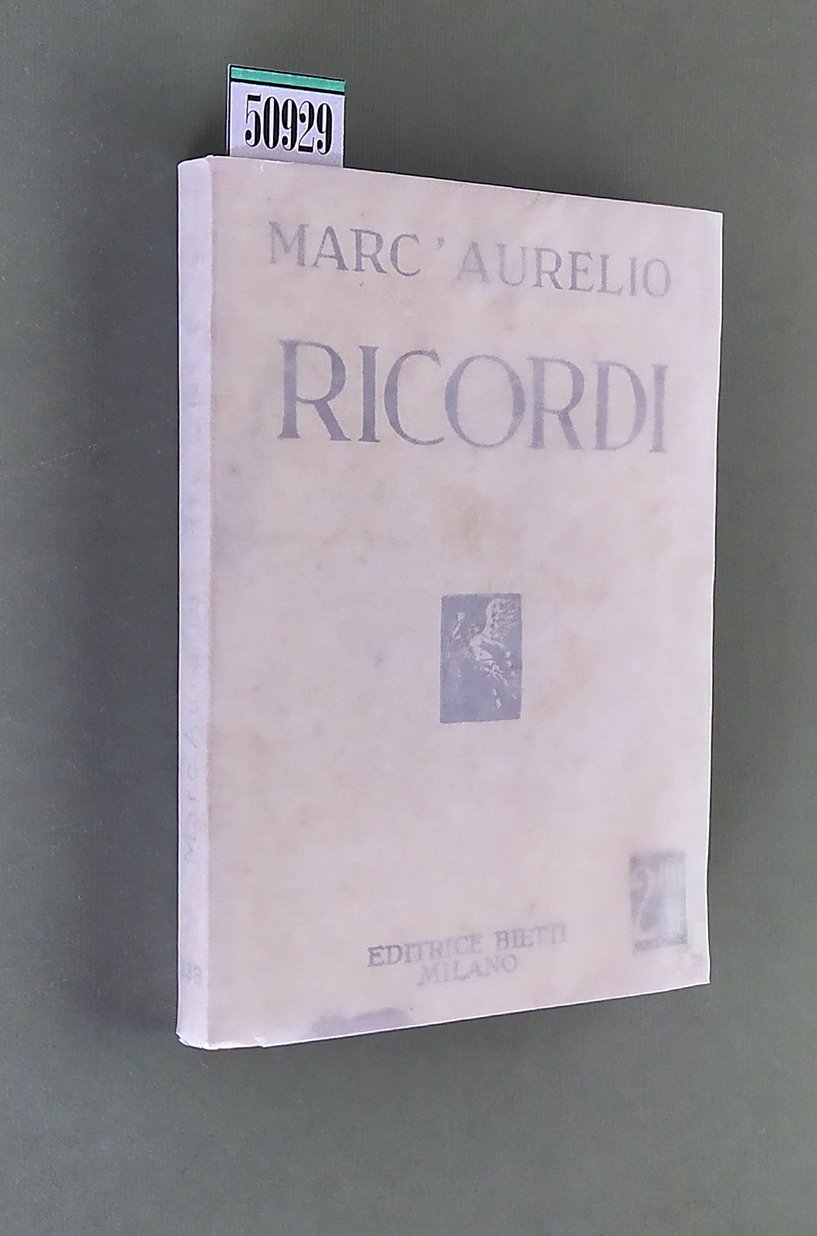 50929
MARC'AURELIO
RICORDI
EDITRICE BIETTI
MILANO